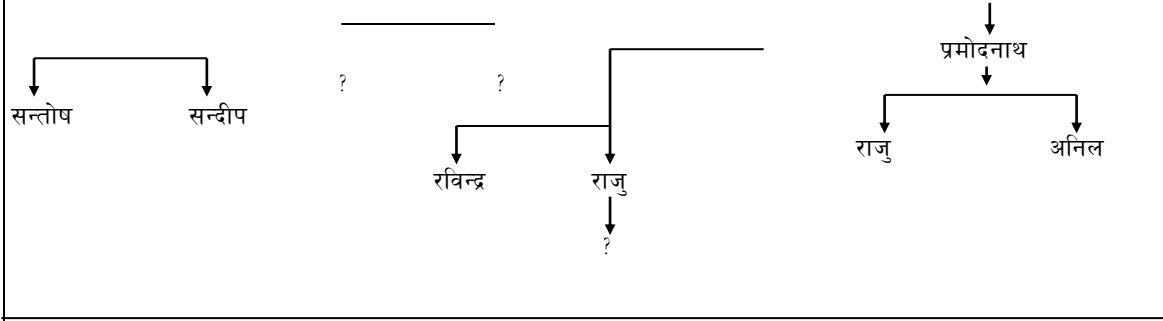 प्रमोदनाथ
? ?
सन्तोष सन्दीप
राजु अनिल
रविन्द्र राजु
?